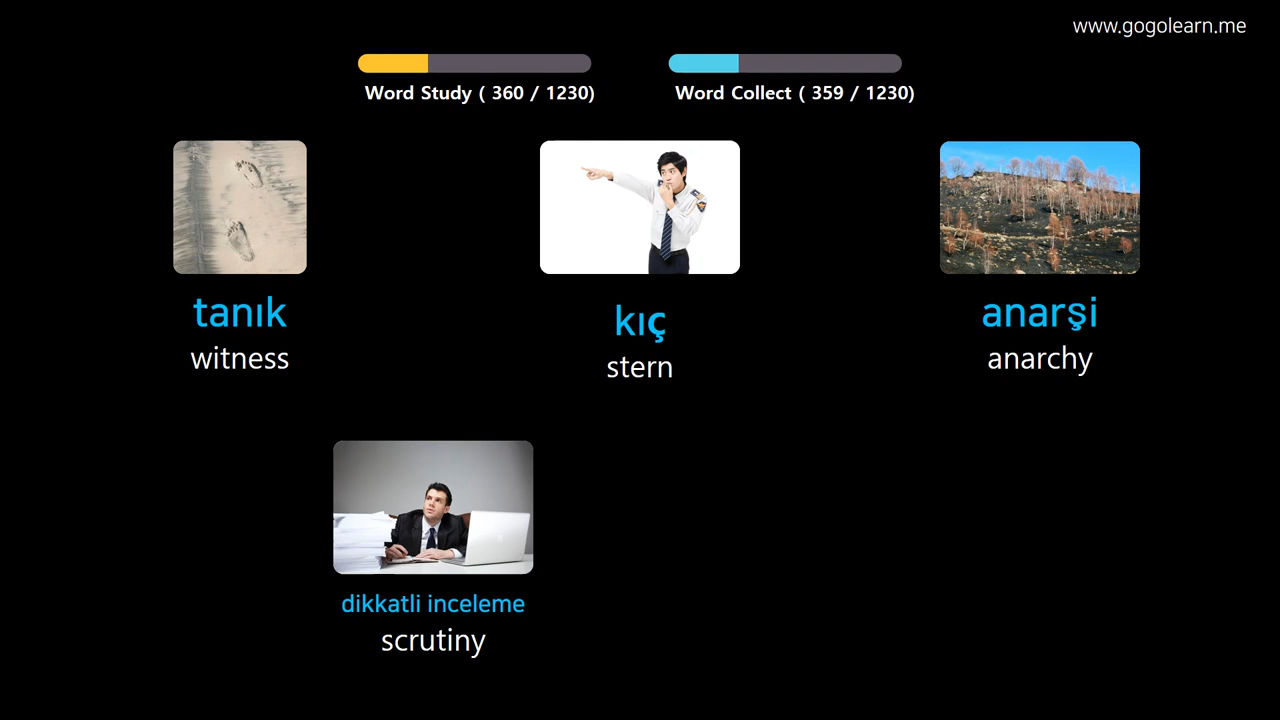 www.gogolearn.me
Word Study ( 360 / 1230)
Word Collect ( 359 / 1230)
tanık
witness
kıç
stern
anarşi
anarchy
dikkatli inceleme
scrutiny